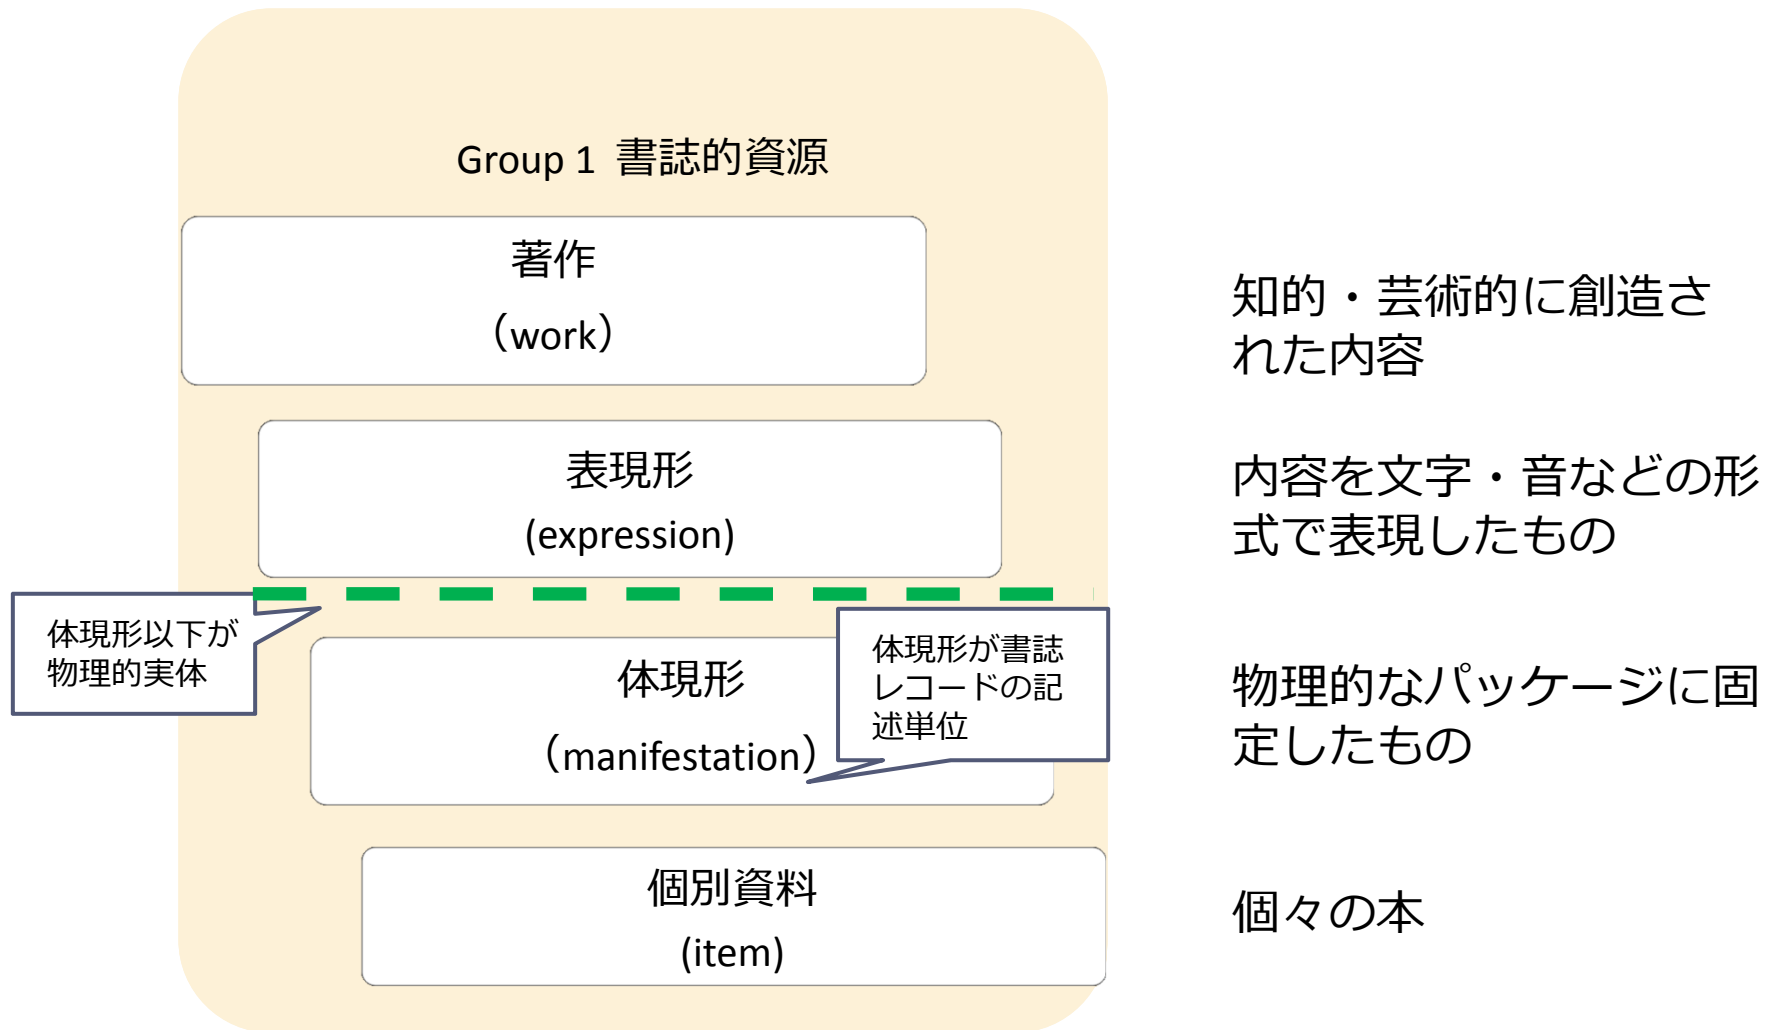 Group 1 書誌的資源
著作
（work）
知的・芸術的に創造さ
れた内容
表現形
(expression)
内容を文字・音などの形
式で表現したもの
体現形以下が
物理的実体
体現形
（manifestation）
体現形が書誌
レコードの記
述単位
物理的なパッケージに固
定したもの
個別資料
(item)
個々の本